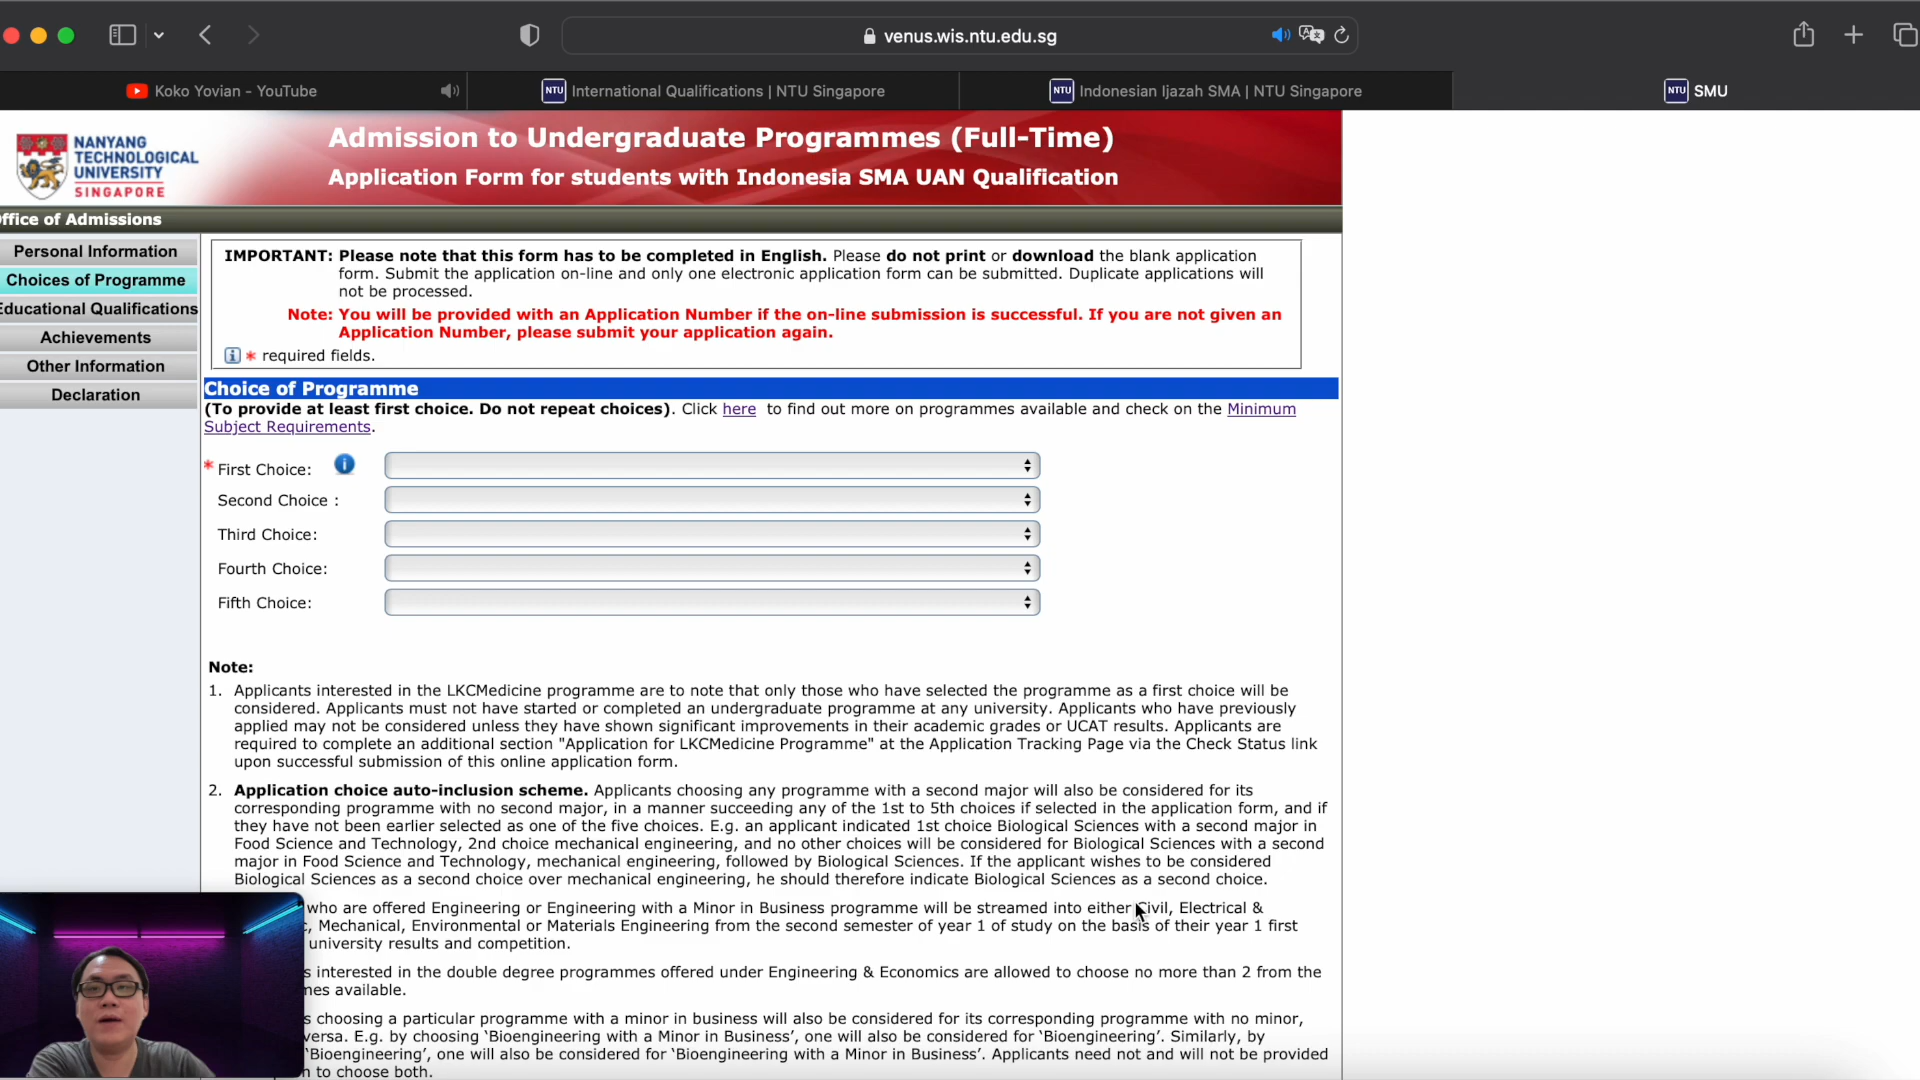 venus.wis.ntu.edu.sg
Koko Yovian - YouTube
NTU International Qualifications | NTU Singapore
NTU Indonesian Ijazah SMA | NTU Singapore
NTU SMU
NANYANG
TECHNOLOGICAL
UNIVERSITY
SINGAPORE
Admission to Undergraduate Programmes (Full-Time)
Application Form for students with Indonesia SMA UAN Qualification
ffice of Admissions
Personal Information
Choices of Programme
Educational Qualifications
Achievements
Other Information
Declaration
IMPORTANT: Please note that this form has to be completed in English. Please do not print or download the blank application
form. Submit the application on-line and only one electronic application form can be submitted. Duplicate applications will
not be processed.
Note: You will be provided with an Application Number if the on-line submission is successful. If you are not given an
Application Number, please submit your application again.
* required fields.
Choice of Programme
(To provide at least first choice. Do not repeat choices). Click here to find out more on programmes available and check on the Minimum
Subject Requirements.
* First Choice:
Second Choice :
Third Choice:
Fourth Choice:
Fifth Choice:
Note:
1. Applicants interested in the LKCMedicine programme are to note that only those who have selected the programme as a first choice will be
considered. Applicants must not have started or completed an undergraduate programme at any university. Applicants who have previously
applied may not be considered unless they have shown significant improvements in their academic grades or UCAT results. Applicants are
required to complete an additional section "Application for LKCMedicine Programme" at the Application Tracking Page via the Check Status link
upon successful submission of this online application form.
2. Application choice auto-inclusion scheme. Applicants choosing any programme with a second major will also be considered for its
corresponding programme with no second major, in a manner succeeding any of the 1st to 5th choices if selected in the application form, and if
they have not been earlier selected as one of the five choices. E.g. an applicant indicated 1st choice Biological Sciences with a second major in
Food Science and Technology, 2nd choice mechanical engineering, and no other choices will be considered for Biological Sciences with a second
major in Food Science and Technology, mechanical engineering, followed by Biological Sciences. If the applicant wishes to be considered
Biological Sciences as a second choice over mechanical engineering, he should therefore indicate Biological Sciences as a second choice.
who are offered Engineering or Engineering with a Minor in Business programme will be streamed into either Civil, Electrical &
c, Mechanical, Environmental or Materials Engineering from the second semester of year 1 of study on the basis of their year 1 first
university results and competition.
s interested in the double degree programmes offered under Engineering & Economics are allowed to choose no more than 2 from the
mes available.
s choosing a particular programme with a minor in business will also be considered for its corresponding programme with no minor,
versa. E.g. by choosing ‘Bioengineering with a Minor in Business’, one will also be considered for ‘Bioengineering’. Similarly, by
‘Bioengineering’, one will also be considered for ‘Bioengineering with a Minor in Business’. Applicants need not and will not be provided
n to choose both.